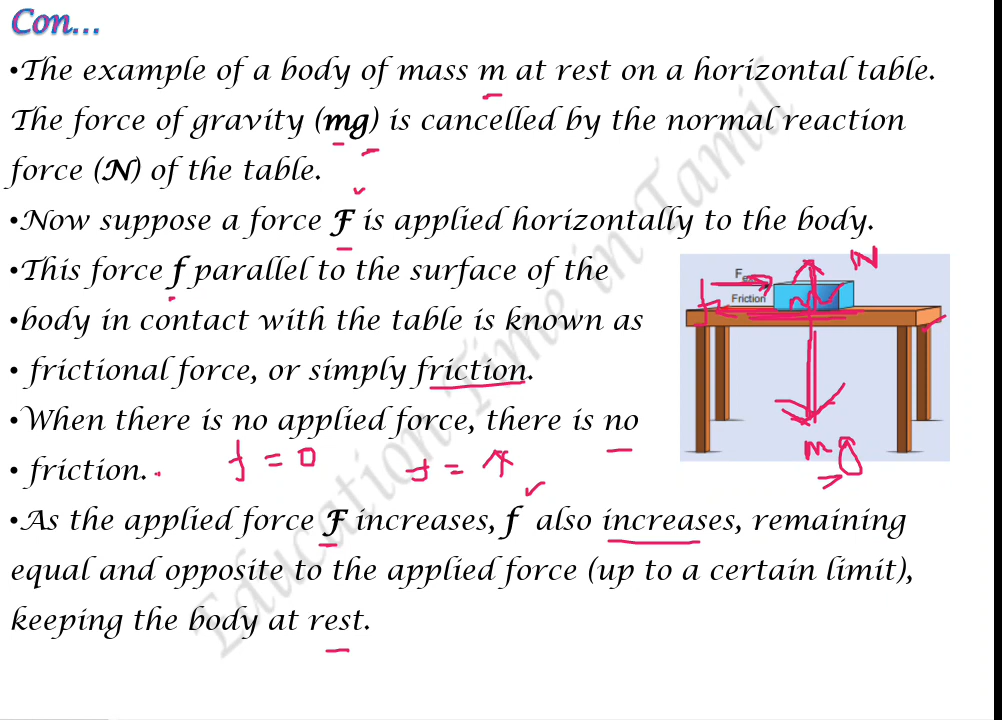 Con...
•The example of a body of mass m at rest on a horizontal table.
The force of gravity (mg) is cancelled by the normal reaction
force (N) of the table.
•Now suppose a force F is applied horizontally to the body.
•This force f parallel to the surface of the
•body in contact with the table is known as
• frictional force, or simply friction.
•When there is no applied force, there is no
• friction.
•As the applied force F increases, f also increases, remaining
equal and opposite to the applied force (up to a certain limit),
keeping the body at rest.
N
Friction
mg
f = 0
Education Time in Tamil